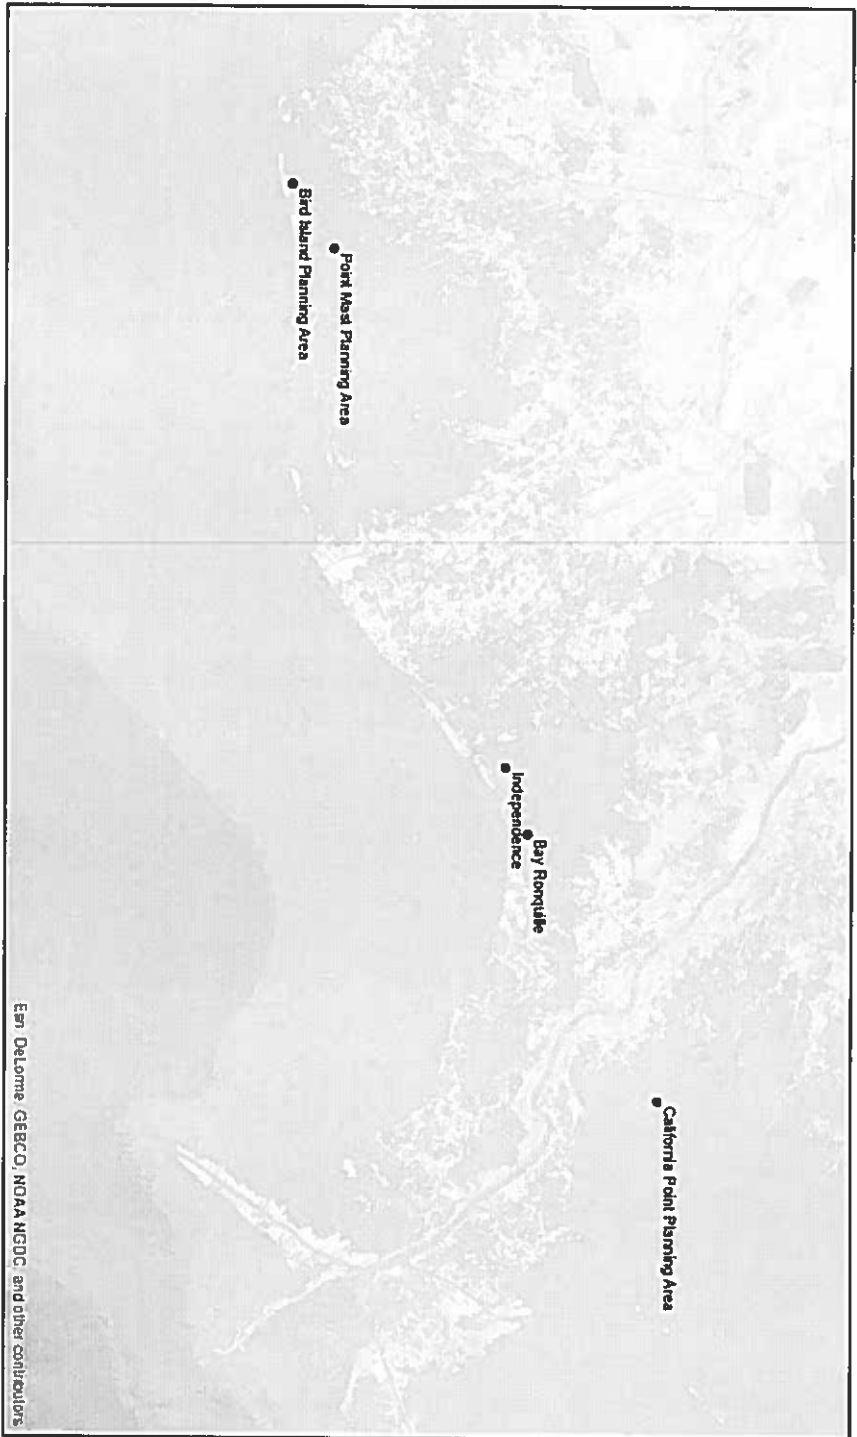 California Point Planning Area
Bay Ronquille
Independence
Point Mast Planning Area
Bird Island Planning Area
Esri, DeLorme, GEBCO, NOAA NGDC, and other contributors